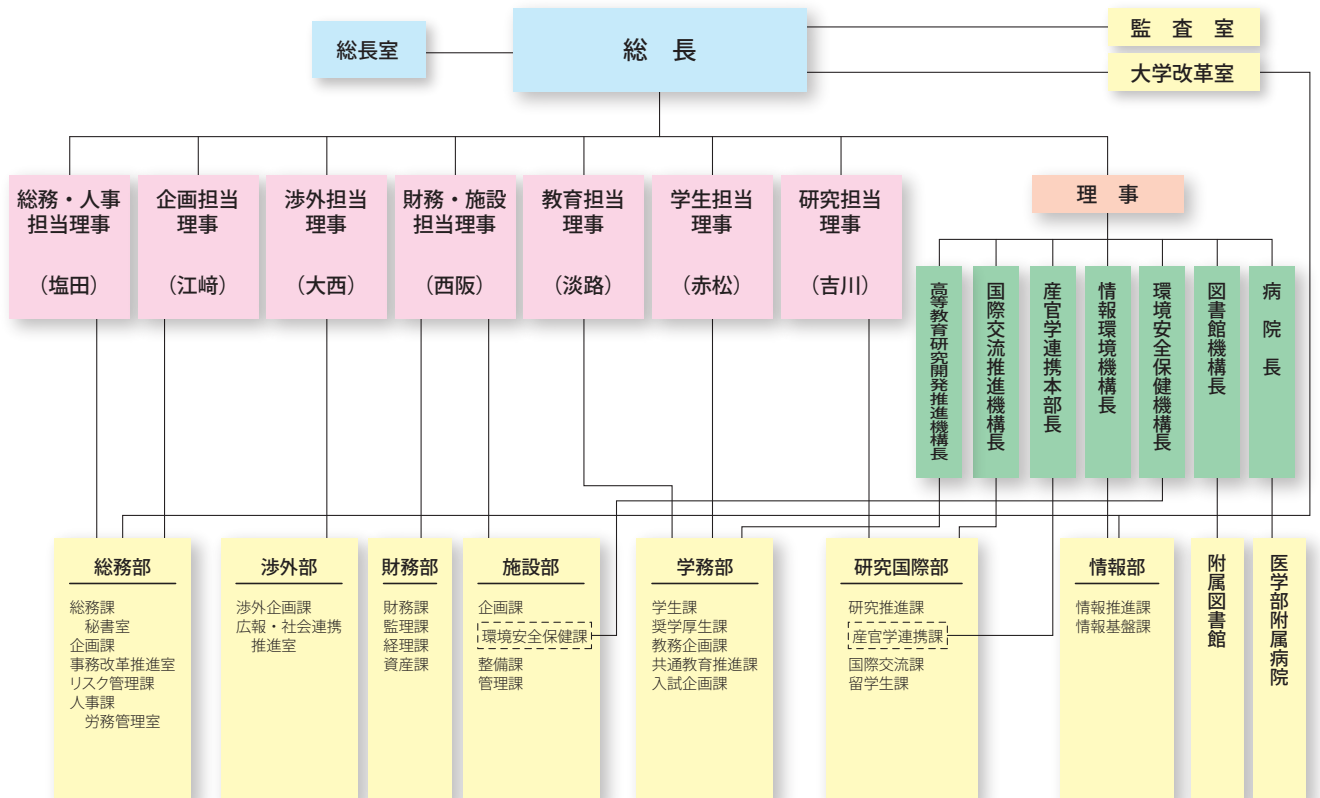 総長室
総　長
監　査　室
大学改革室
総務・人事
担当理事
（塩田）
企画担当
理事
（江﨑）
渉外担当
理事
（大西）
財務・施設
担当理事
（西阪）
教育担当
理事
（淡路）
学生担当
理事
（赤松）
研究担当
理事
（吉川）
理　事
高等教育研究開発推進機構長
国際交流推進機構長
産官学連携本部長
情報環境機構長
環境安全保健機構長
図書館機構長
病院長
総務部
総務課
秘書室
企画課
事務改革推進室
リスク管理課
人事課
労務管理室
渉外部
渉外企画課
広報・社会連携
推進室
財務部
財務課
監理課
経理課
資産課
施設部
企画課
環境安全保健課
整備課
管理課
学務部
学生課
奨学厚生課
教務企画課
共通教育推進課
入試企画課
研究国際部
研究推進課
産官学連携課
国際交流課
留学生課
情報部
情報推進課
情報基盤課
附属図書館
医学部附属病院